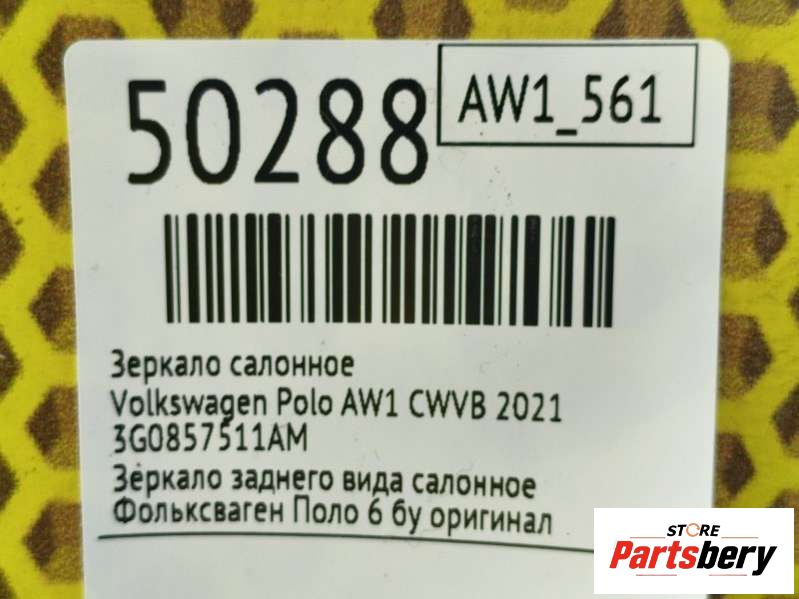 50288
AW1_561
Зеркало салонное
Volkswagen Polo AW1 CWVB 2021
3G0857511AM
Зеркало заднего вида салонное
Фольксваген Поло 6 бу оригинал
STORE
Partsbery